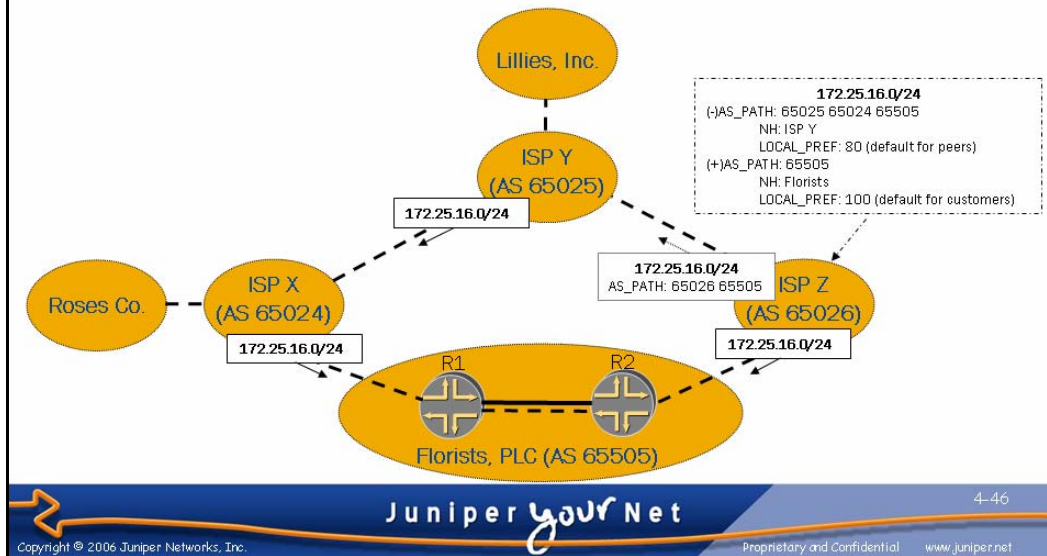 Lillies, Inc.
172.25.16.0/24
(-)AS_PATH: 65025 65024 65505
NH: ISP Y
LOCAL_PREF: 80 (default for peers)
(+)AS_PATH: 65505
NH: Florists
LOCAL_PREF: 100 (default for customers)
ISP Y
(AS 65025)
172.25.16.0/24
172.25.16.0/24
AS_PATH: 65026 65505
Roses Co.
ISP X
(AS 65024)
ISP Z
(AS 65026)
172.25.16.0/24
172.25.16.0/24
R1
R2
Florists, PLC (AS 65505)
Juniper your Net
4-46
Copyright © 2006 Juniper Networks, Inc.
Proprietary and Confidential
www.juniper.net